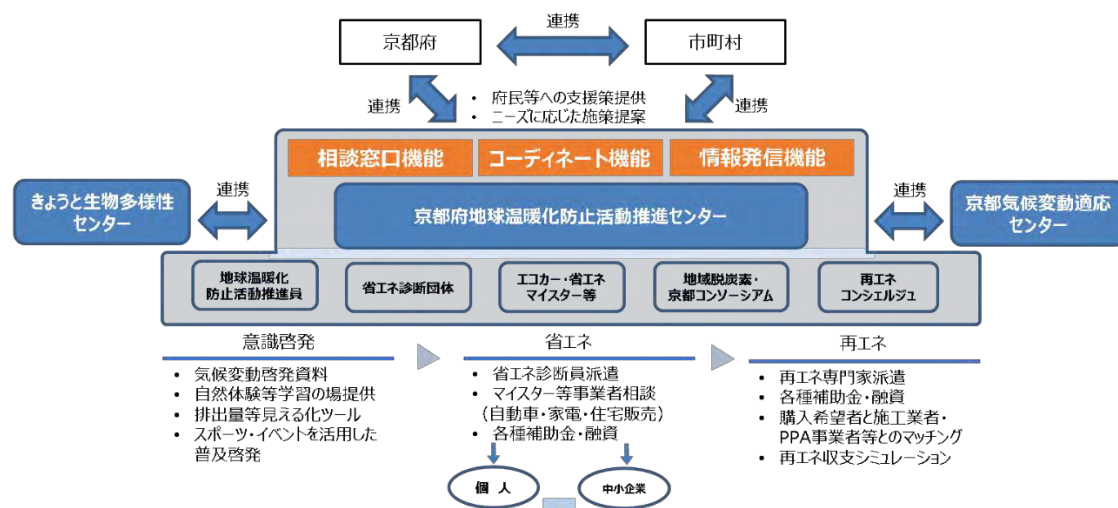 連携
京都府
市町村
連携
・ 府民等への支援策提供
・ ニーズに応じた施策提案
連携
相談窓口機能
コーディネート機能
情報発信機能
きょうと生物多様性
センター
連携
京都府地球温暖化防止活動推進センター
連携
京都気候変動適応
センター
地球温暖化
防止活動推進員
省エネ診断団体
エコカー・省エネ
マイスター等
地域脱炭素・
京都コンソーシアム
再エネ
コンシェルジュ
意識啓発
• 気候変動啓発資料
• 自然体験等学習の場提供
• 排出量等見える化ツール
• スポーツ・イベントを活用した
普及啓発
省エネ
• 省エネ診断員派遣
• マイスター等事業者相談
（自動車・家電・住宅販売）
• 各種補助金・融資
個 人
中小企業
再エネ
• 再エネ専門家派遣
• 各種補助金・融資
• 購入希望者と施工業者・
PPA事業者等とのマッチング
• 再エネ収支シミュレーション